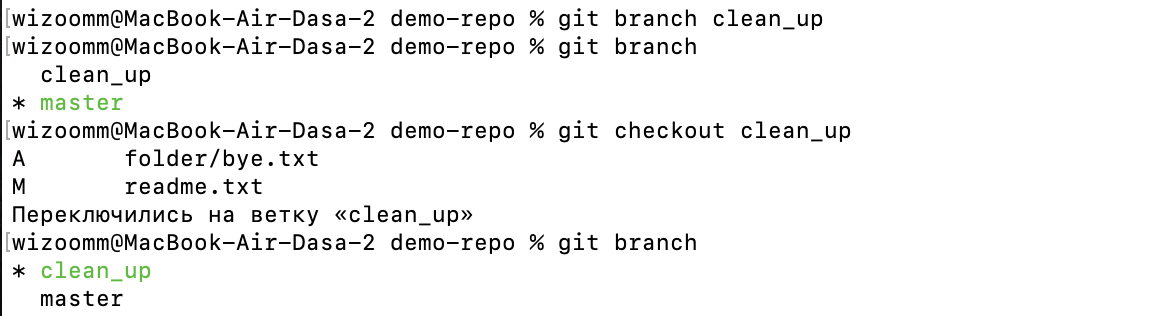 [wizoomm@MacBook-Air-Dasa-2 demo-repo % git branch clean_up
[wizoomm@MacBook-Air-Dasa-2 demo-repo % git branch
clean_up
* master
[wizoomm@MacBook-Air-Dasa-2 demo-repo % git checkout clean_up
A folder/bye.txt
M readme.txt
Переключились на ветку «clean_up»
[wizoomm@MacBook-Air-Dasa-2 demo-repo % git branch
* clean_up
master